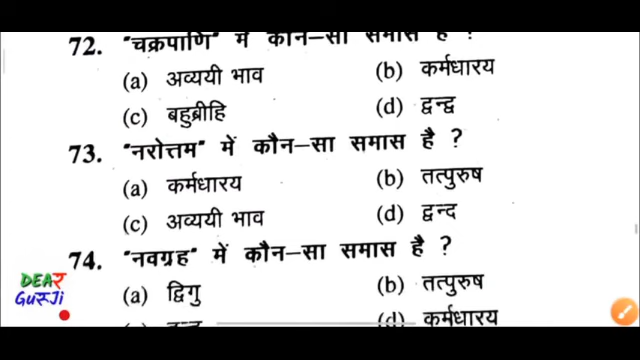 72. "चक्रपाणि" में कौन-सा समास है ?
(a) अव्ययी भाव (b) कर्मधारय
(c) बहुब्रीहि (d) द्वन्द्व
73. "नरोत्तम" में कौन-सा समास है ?
(a) कर्मधारय (b) तत्पुरुष
(c) अव्ययी भाव (d) द्वन्द
74. "नवग्रह" में कौन-सा समास है ?
(a) द्विगु (b) तत्पुरुष
(d) कर्मधारय
DEAR
GURUJI